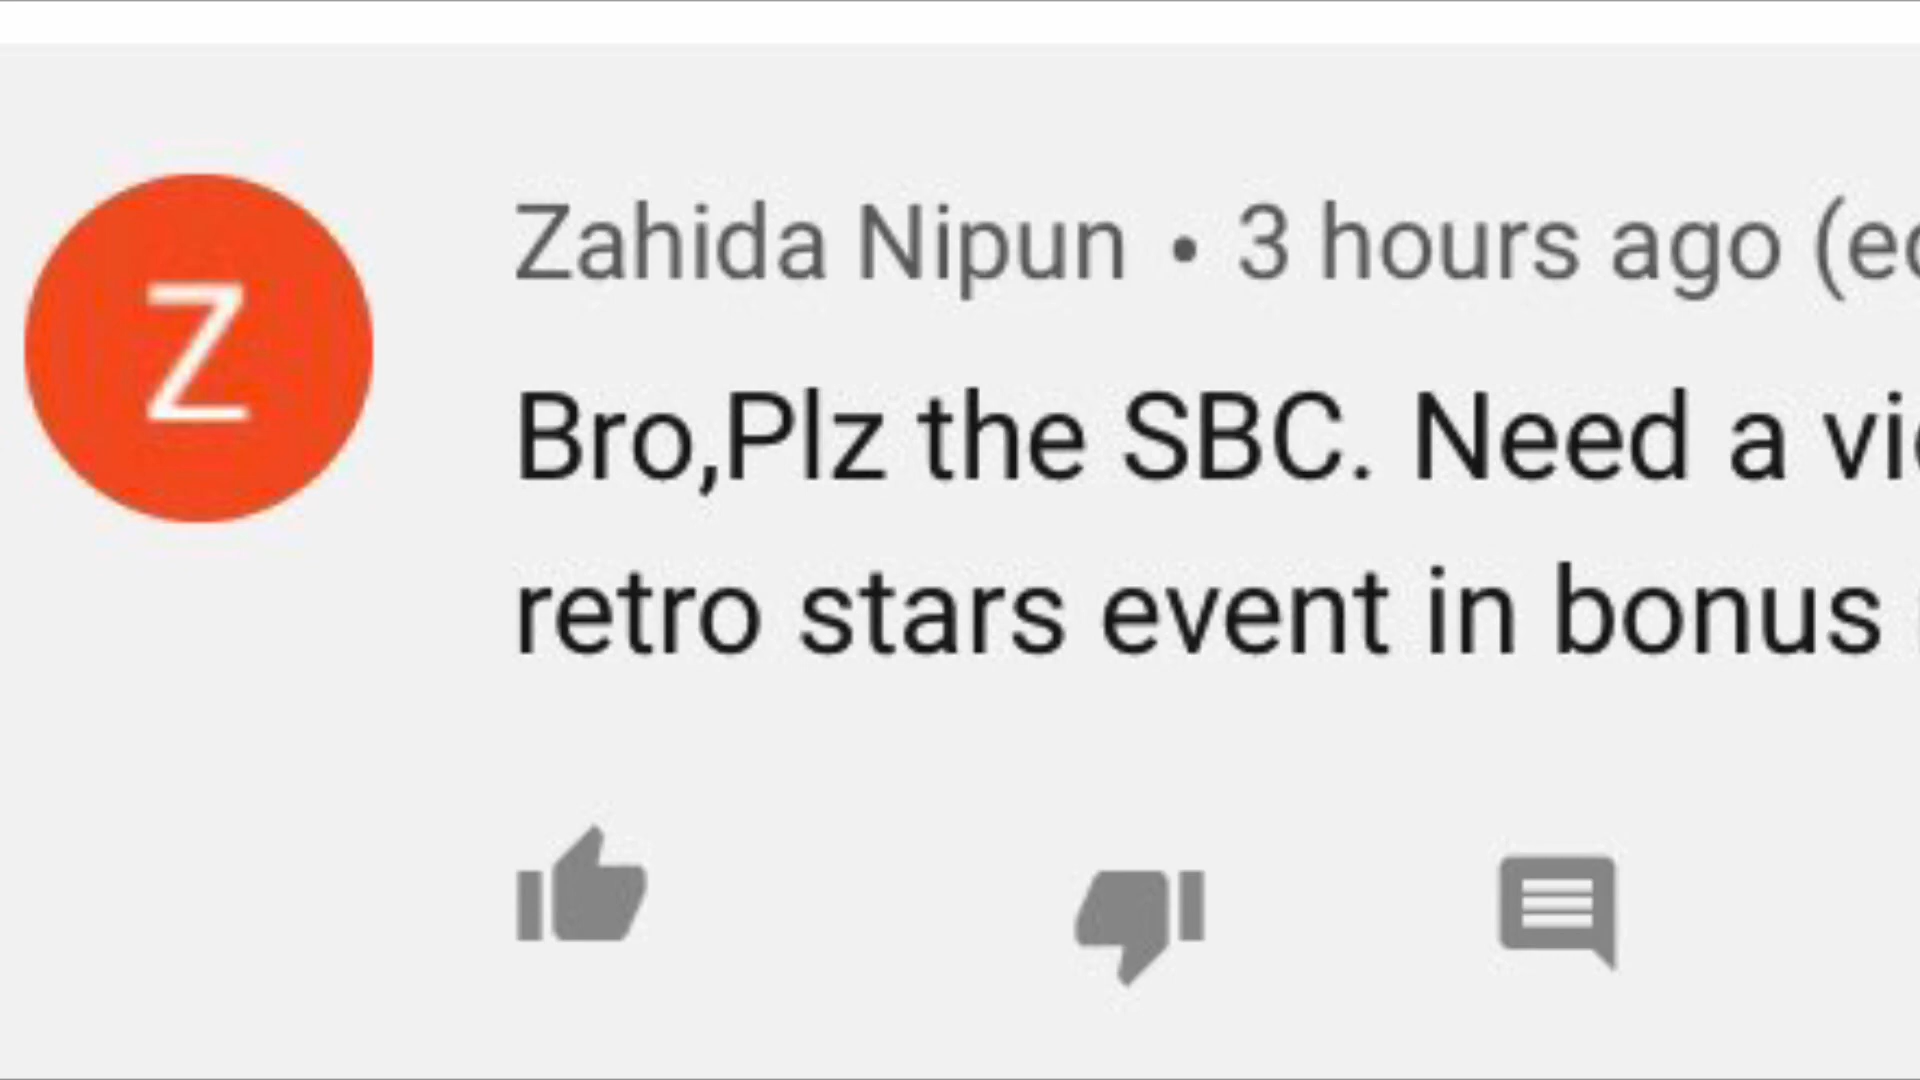 Z
Zahida Nipun • 3 hours ago
Bro,Plz the SBC. Need a
retro stars event in bonus